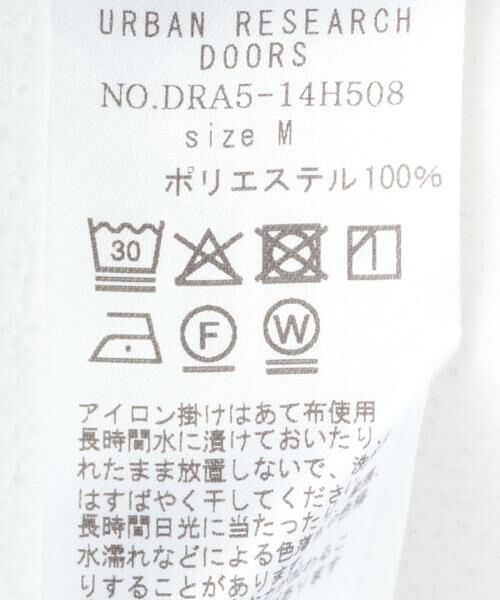 URBAN RESEARCH
DOORS
NO.DRA5-14H508
size M
ポリエステル100%
30
F W
アイロン掛けはあて布使用
長時間水に漬けておいたり、
れたまま放置しないで、洗
はすばやく干してくださ
長時間日光に当たった
水濡れなどによる色落
りすることがありま